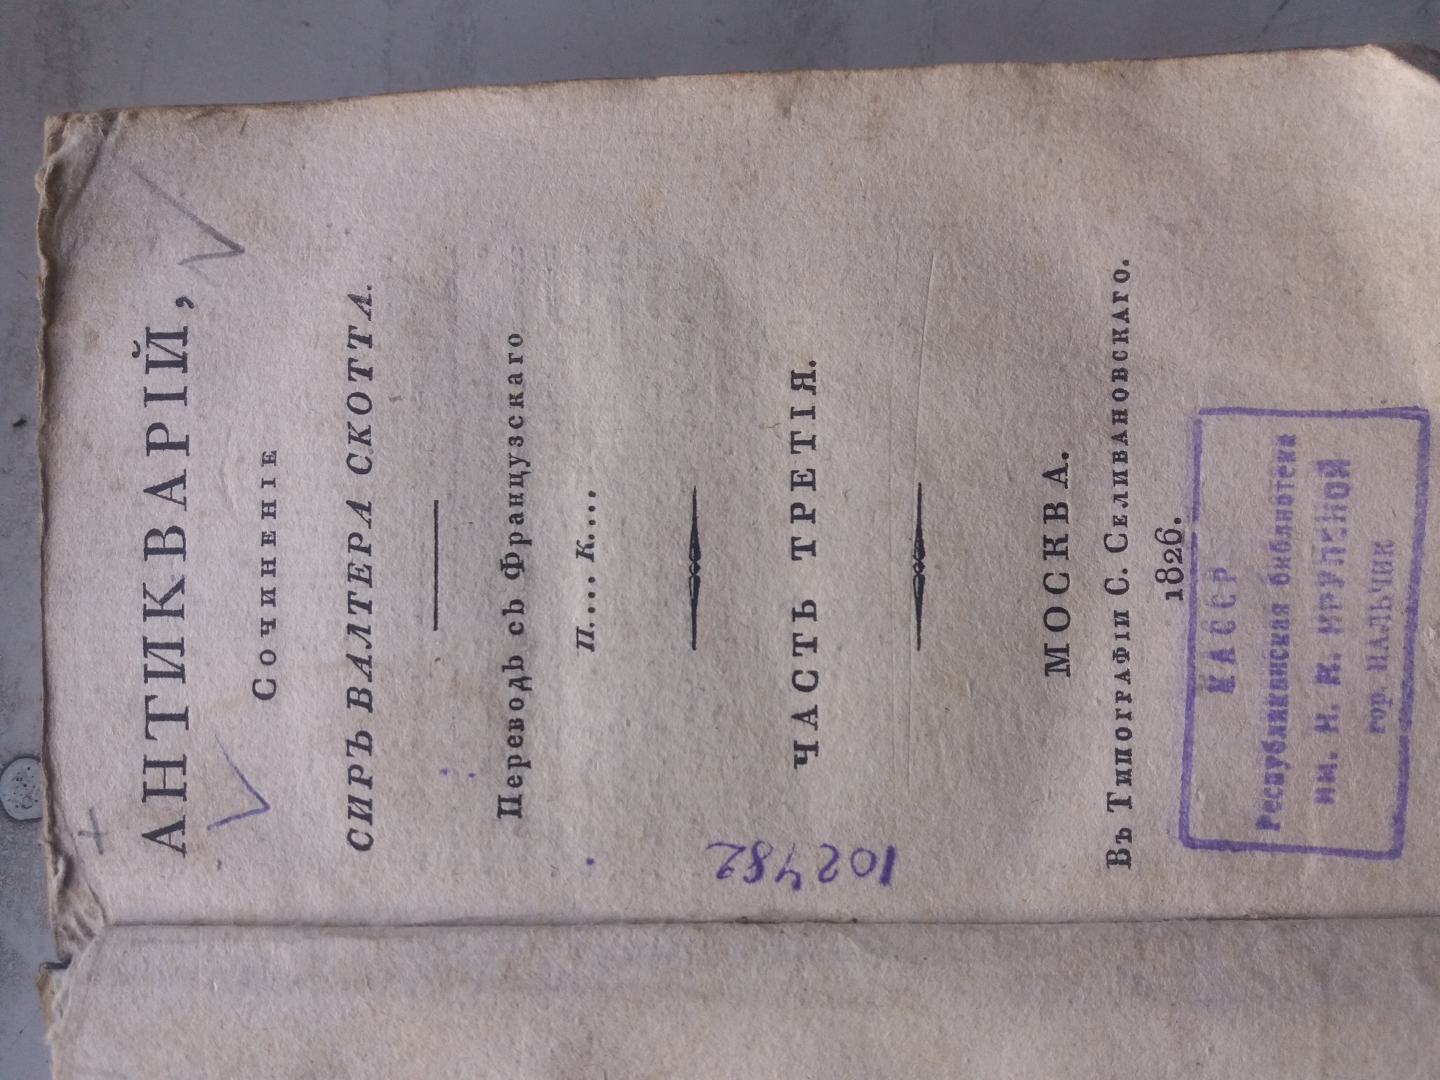 АНТИКВАРІЙ,
Сочиненіе
СИРЪ ВАЛТЕРА СКОТТА.
Переводъ съ Французскаго
П.... К....
ЧАСТЬ ТРЕТІЯ.
МОСКВА.
Въ Типографіи С. Селивановскаго.
1826.
КАССР
Республиканская библиотека
им. Н. К. КРУПСКОЙ
гор. НАЛЬЧИК
102482